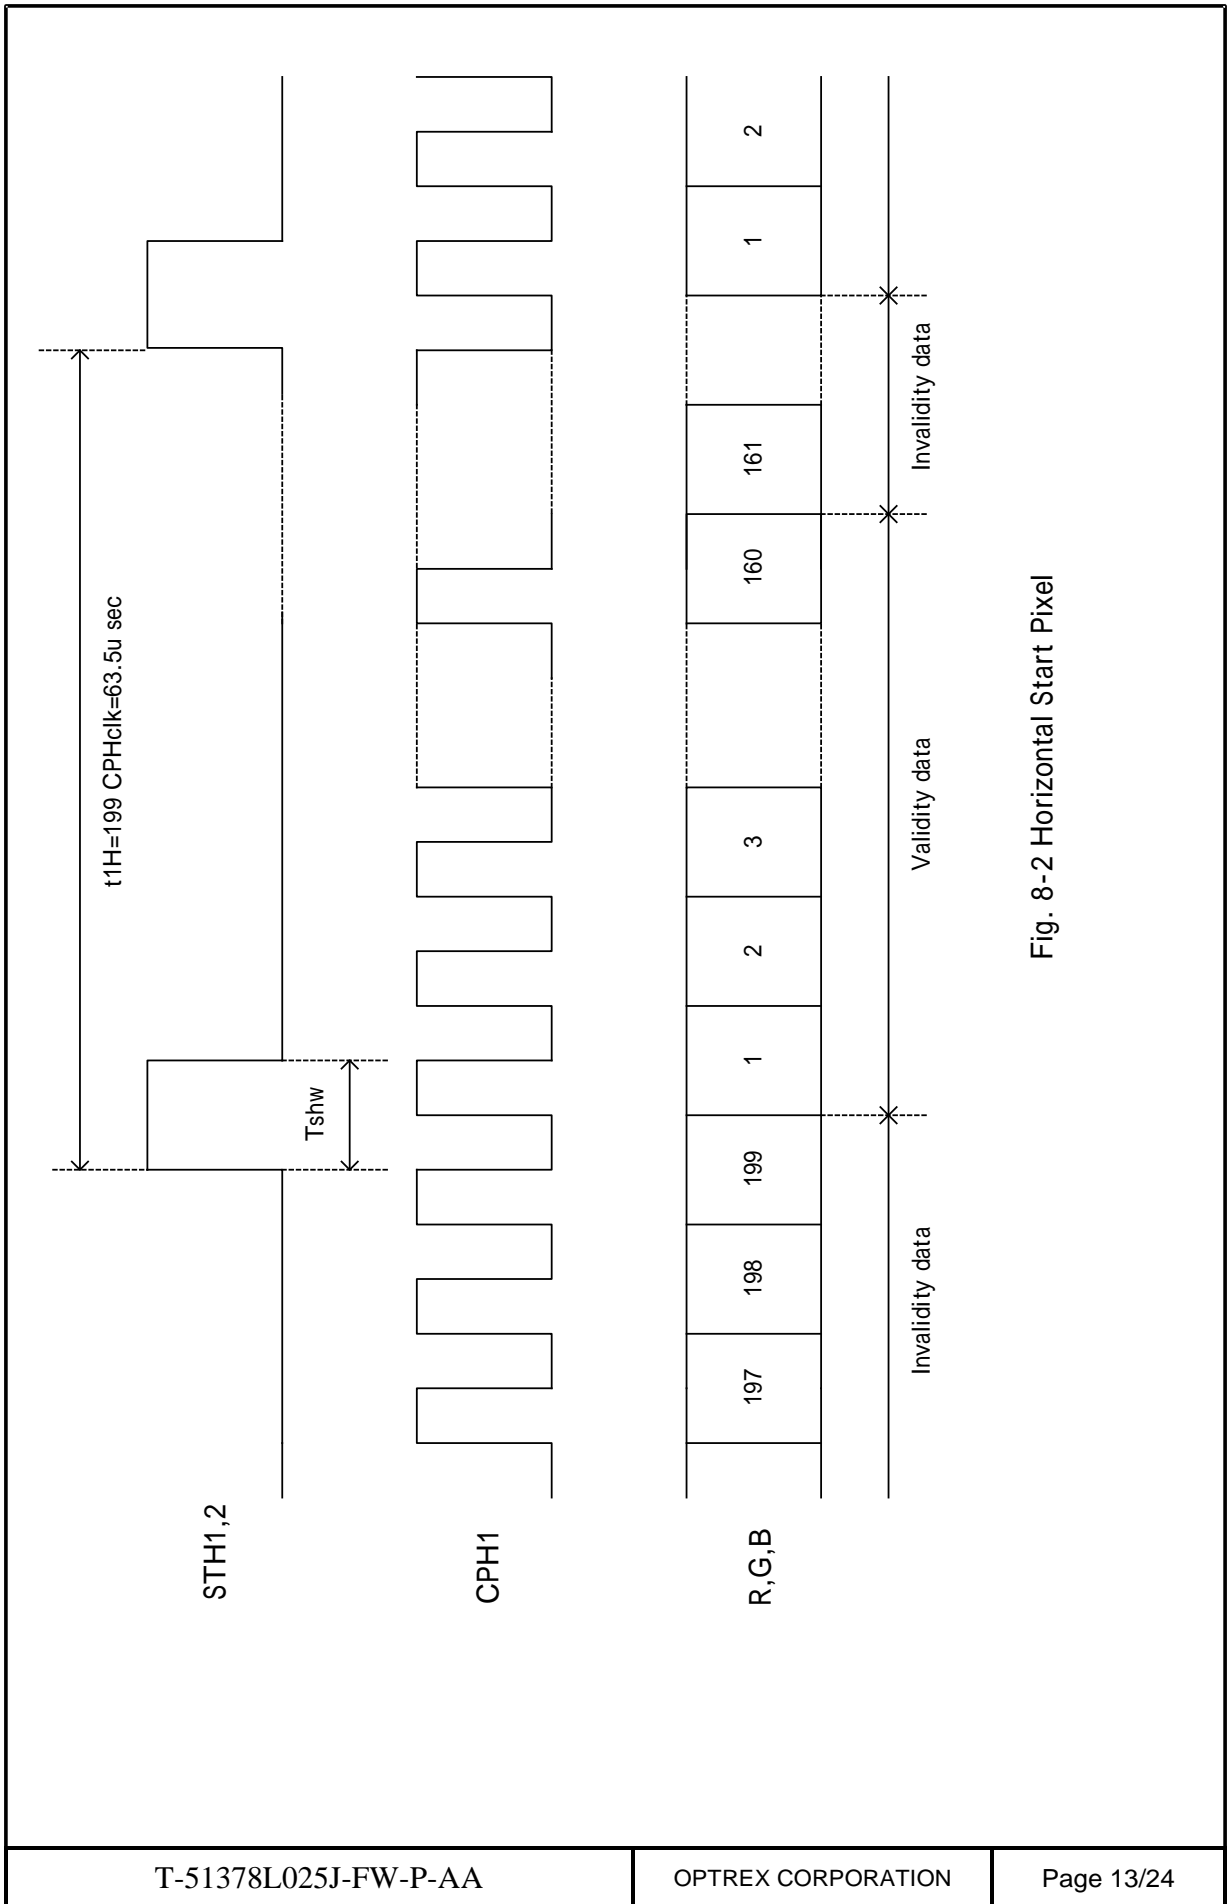 t1H=199 CPHclk=63.5u sec
STH1,2
Tshw
CPH1
R,G,B
197
198
199
1
2
3
160
161
1
2
Invalidity data
Validity data
Invalidity data
Fig. 8-2 Horizontal Start Pixel
T-51378L025J-FW-P-AA
OPTREX CORPORATION
Page 13/24